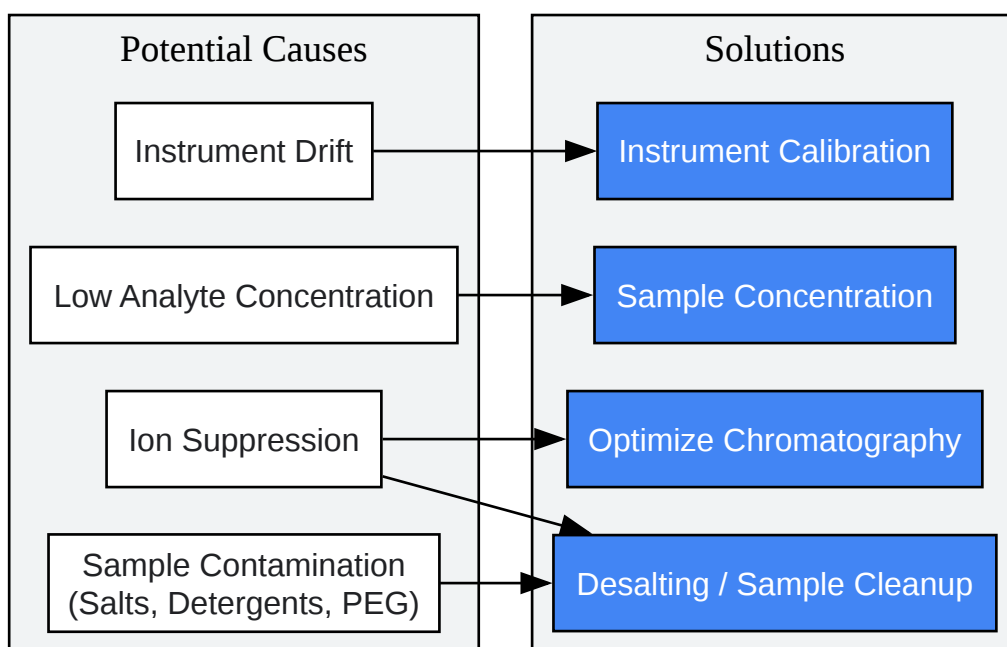 Potential Causes
Instrument Drift
Low Analyte Concentration
Ion Suppression
Sample Contamination
(Salts, Detergents, PEG)
Solutions
Instrument Calibration
Sample Concentration
Optimize Chromatography
Desalting / Sample Cleanup